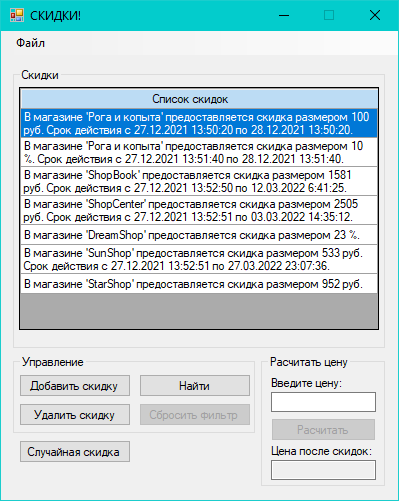 СКИДКИ!
Файл
Скидки
Список скидок
В магазине 'Рога и копыта' предоставляется скидка размером 100
руб. Срок действия с 27.12.2021 13:50:20 по 28.12.2021 13:50:20.
В магазине 'Рога и копыта' предоставляется скидка размером 10
%. Срок действия с 27.12.2021 13:51:40 по 28.12.2021 13:51:40.
В магазине 'ShopBook' предоставляется скидка размером 1581
руб. Срок действия с 27.12.2021 13:52:50 по 12.03.2022 6:41:25.
В магазине 'ShopCenter' предоставляется скидка размером 2505
руб. Срок действия с 27.12.2021 13:52:51 по 03.03.2022 14:35:12.
В магазине 'DreamShop' предоставляется скидка размером 23 %.
В магазине 'SunShop' предоставляется скидка размером 533 руб.
Срок действия с 27.12.2021 13:52:51 по 27.03.2022 23:07:36.
В магазине 'StarShop' предоставляется скидка размером 952 руб.
Управление
Добавить скидку
Найти
Удалить скидку
Сбросить фильтр
Случайная скидка
Расчитать цену
Введите цену:
Расчитать
Цена после скидок: